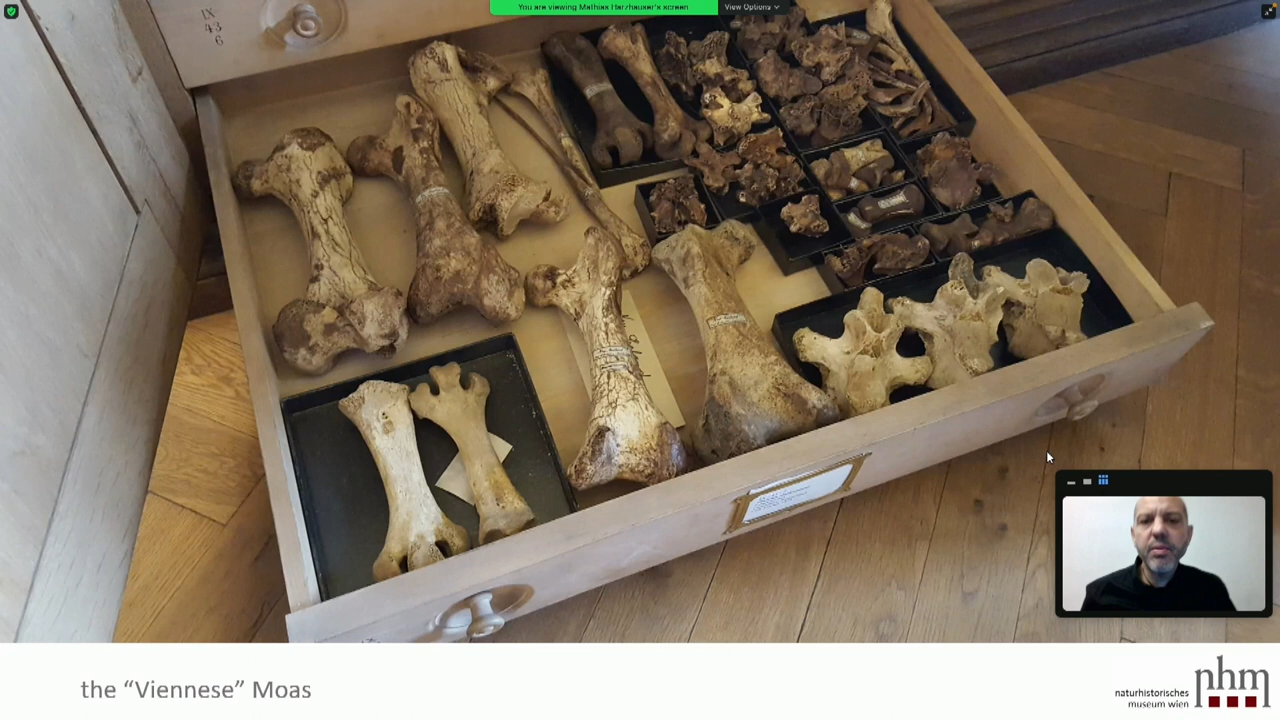 You are viewing Mathias Harzhauser's screen
View Options
IX
43
6
the “Viennese” Moas
naturhistorisches
museum wien
nhm